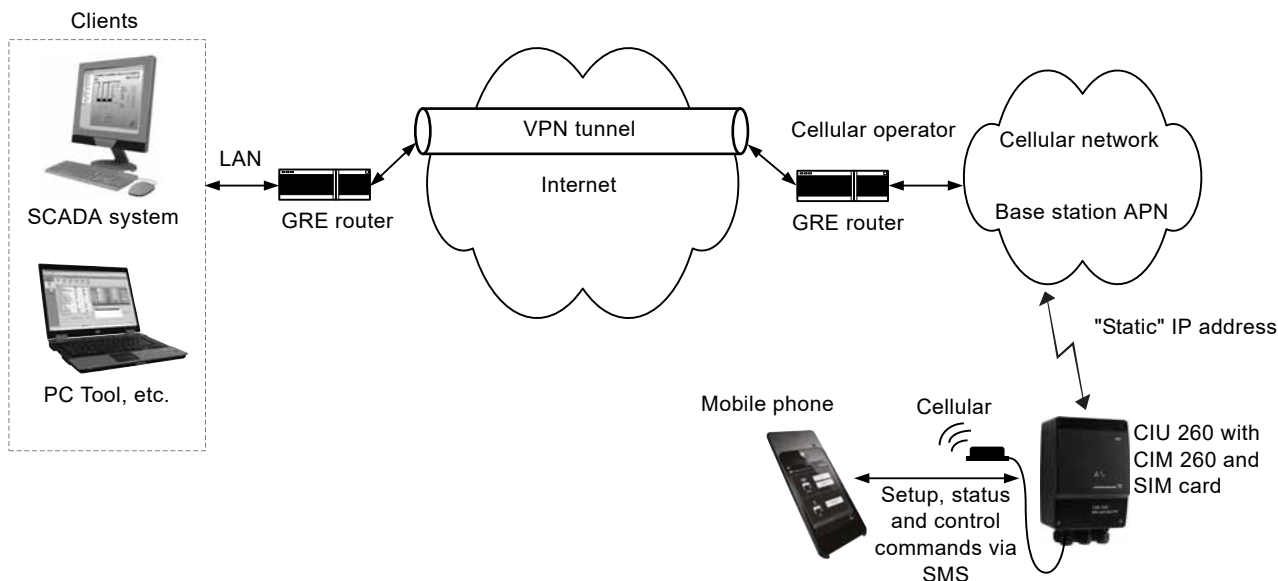 Clients
SCADA system
PC Tool, etc.
LAN
GRE router
VPN tunnel
Internet
Cellular operator
GRE router
Cellular network
Base station APN
"Static" IP address
Mobile phone
Cellular
Setup, status
and control
commands via
SMS
CIU 260 with
CIM 260 and
SIM card